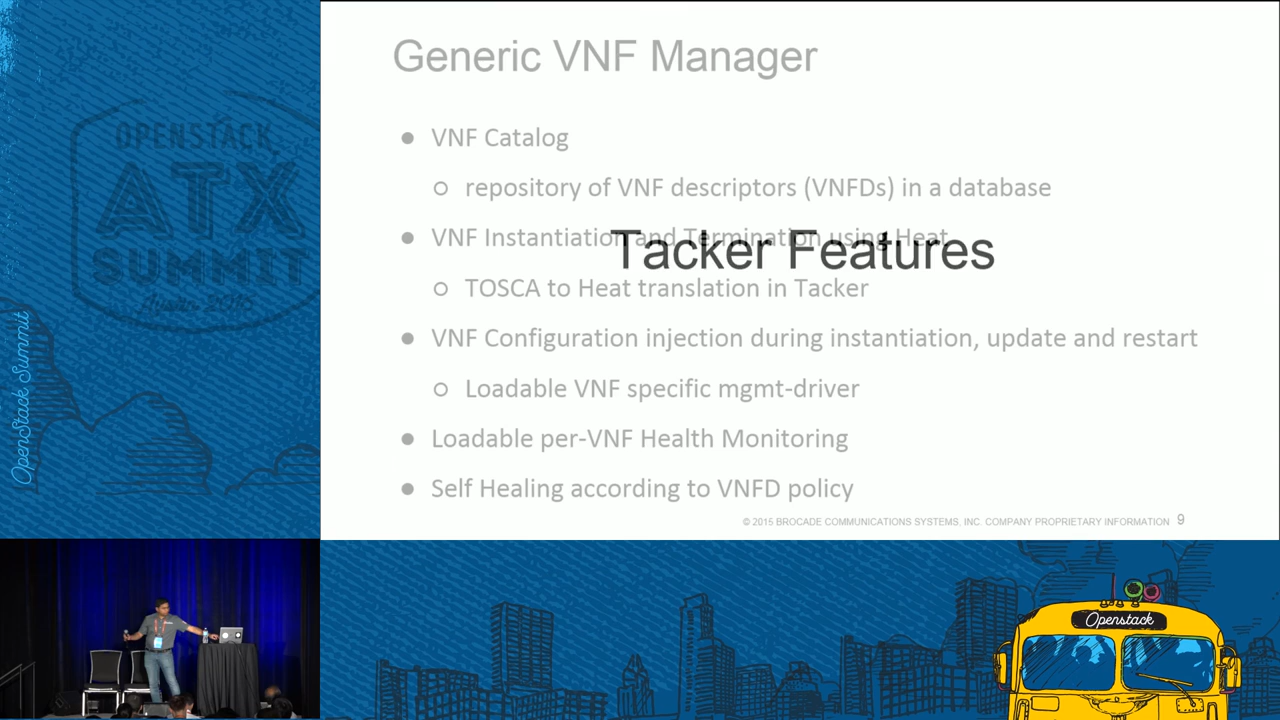 Generic VNF Manager
● VNF Catalog
○ repository of VNF descriptors (VNFDs) in a database
● VNF Instantiation and Termination using Heat
Tacker Features
○ TOSCA to Heat translation in Tacker
● VNF Configuration injection during instantiation, update and restart
○ Loadable VNF specific mgmt-driver
● Loadable per-VNF Health Monitoring
● Self Healing according to VNFD policy
© 2015 BROCADE COMMUNICATIONS SYSTEMS, INC. COMPANY PROPRIETARY INFORMATION 9
OPENSTACK
ATX
SUMMIT
Austin 2016
OpenStack Summit
Openstack